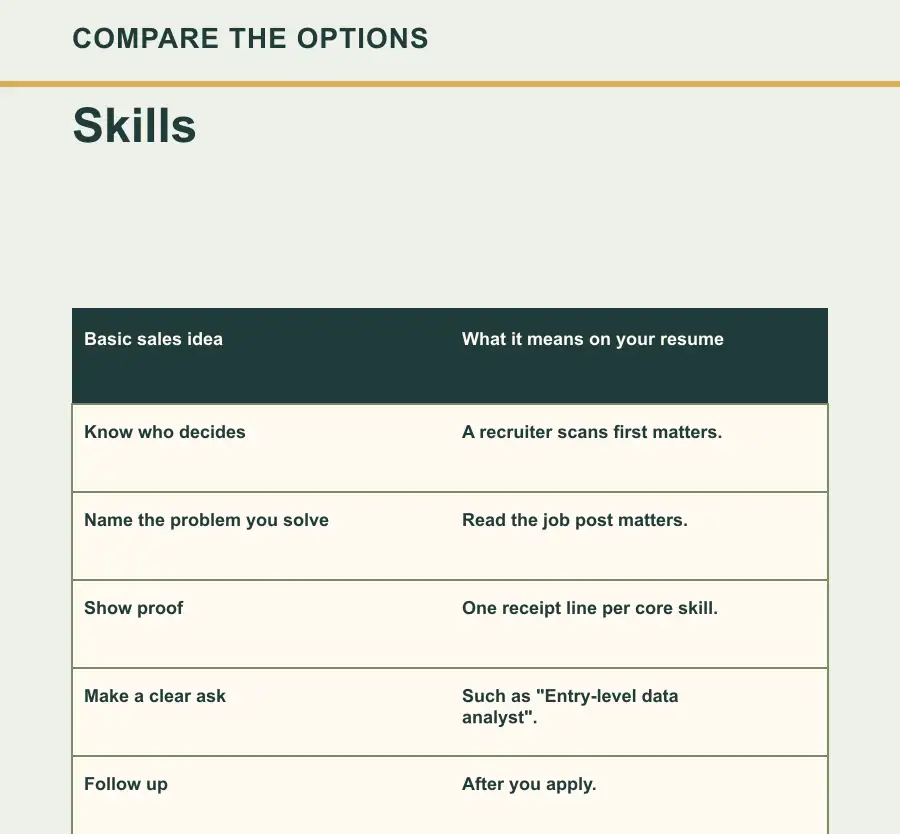 COMPARE THE OPTIONS
Skills
Basic sales idea
What it means on your resume
Know who decides
A recruiter scans first matters.
Name the problem you solve
Read the job post matters.
Show proof
One receipt line per core skill.
Make a clear ask
Such as "Entry-level data
analyst".
Follow up
After you apply.